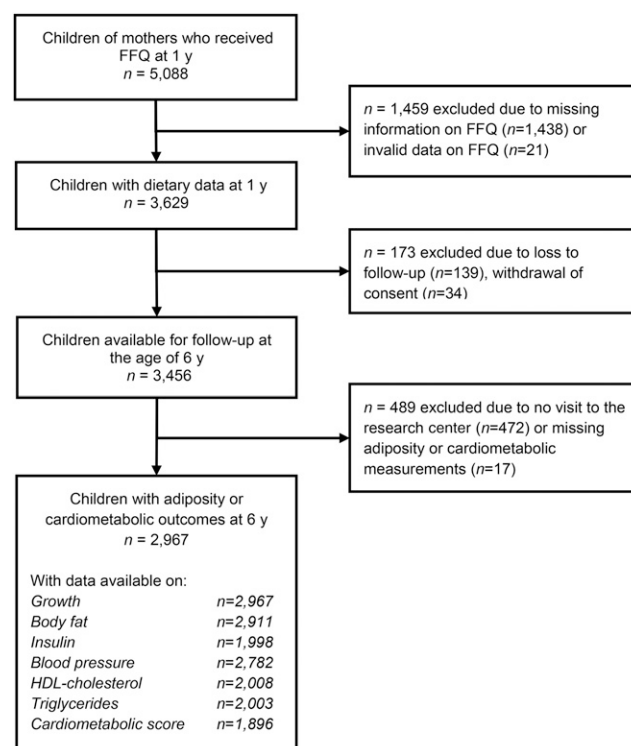 Children of mothers who received
FFQ at 1 y
n = 5,088
n = 1,459 excluded due to missing
information on FFQ (n=1,438) or
invalid data on FFQ (n=21)
Children with dietary data at 1 y
n = 3,629
n = 173 excluded due to loss to
follow-up (n=139), withdrawal of
consent (n=34)
Children available for follow-up at
the age of 6 y
n = 3,456
n = 489 excluded due to no visit to the
research center (n=472) or missing
adiposity or cardiometabolic
measurements (n=17)
Children with adiposity or
cardiometabolic outcomes at 6 y
n = 2,967
With data available on:
Growth n=2,967
Body fat n=2,911
Insulin n=1,998
Blood pressure n=2,782
HDL-cholesterol n=2,008
Triglycerides n=2,003
Cardiometabolic score n=1,896